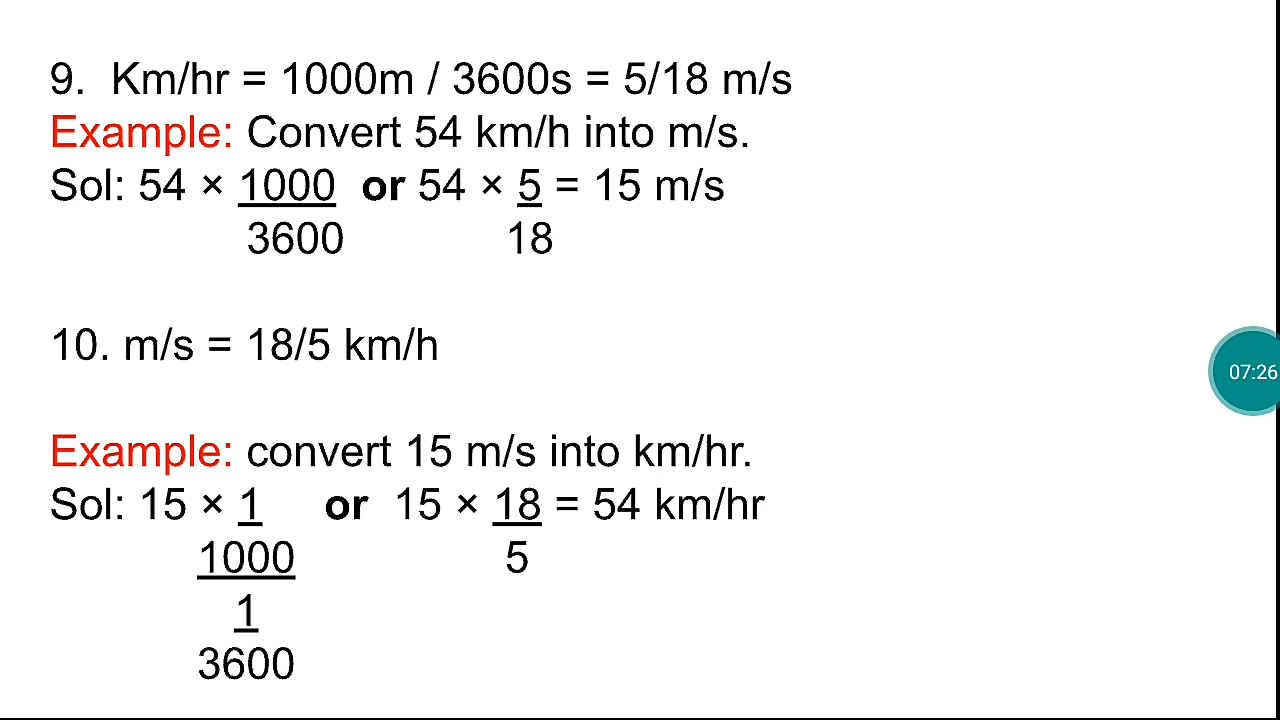 9. Km/hr = 1000m / 3600s = 5/18 m/s
Example: Convert 54 km/h into m/s.
Sol: 54 × 1000 or 54 × 5 = 15 m/s
3600 18
10. m/s = 18/5 km/h
07:26
Example: convert 15 m/s into km/hr.
Sol: 15 × 1 or 15 × 18 = 54 km/hr
1000 5
1
3600